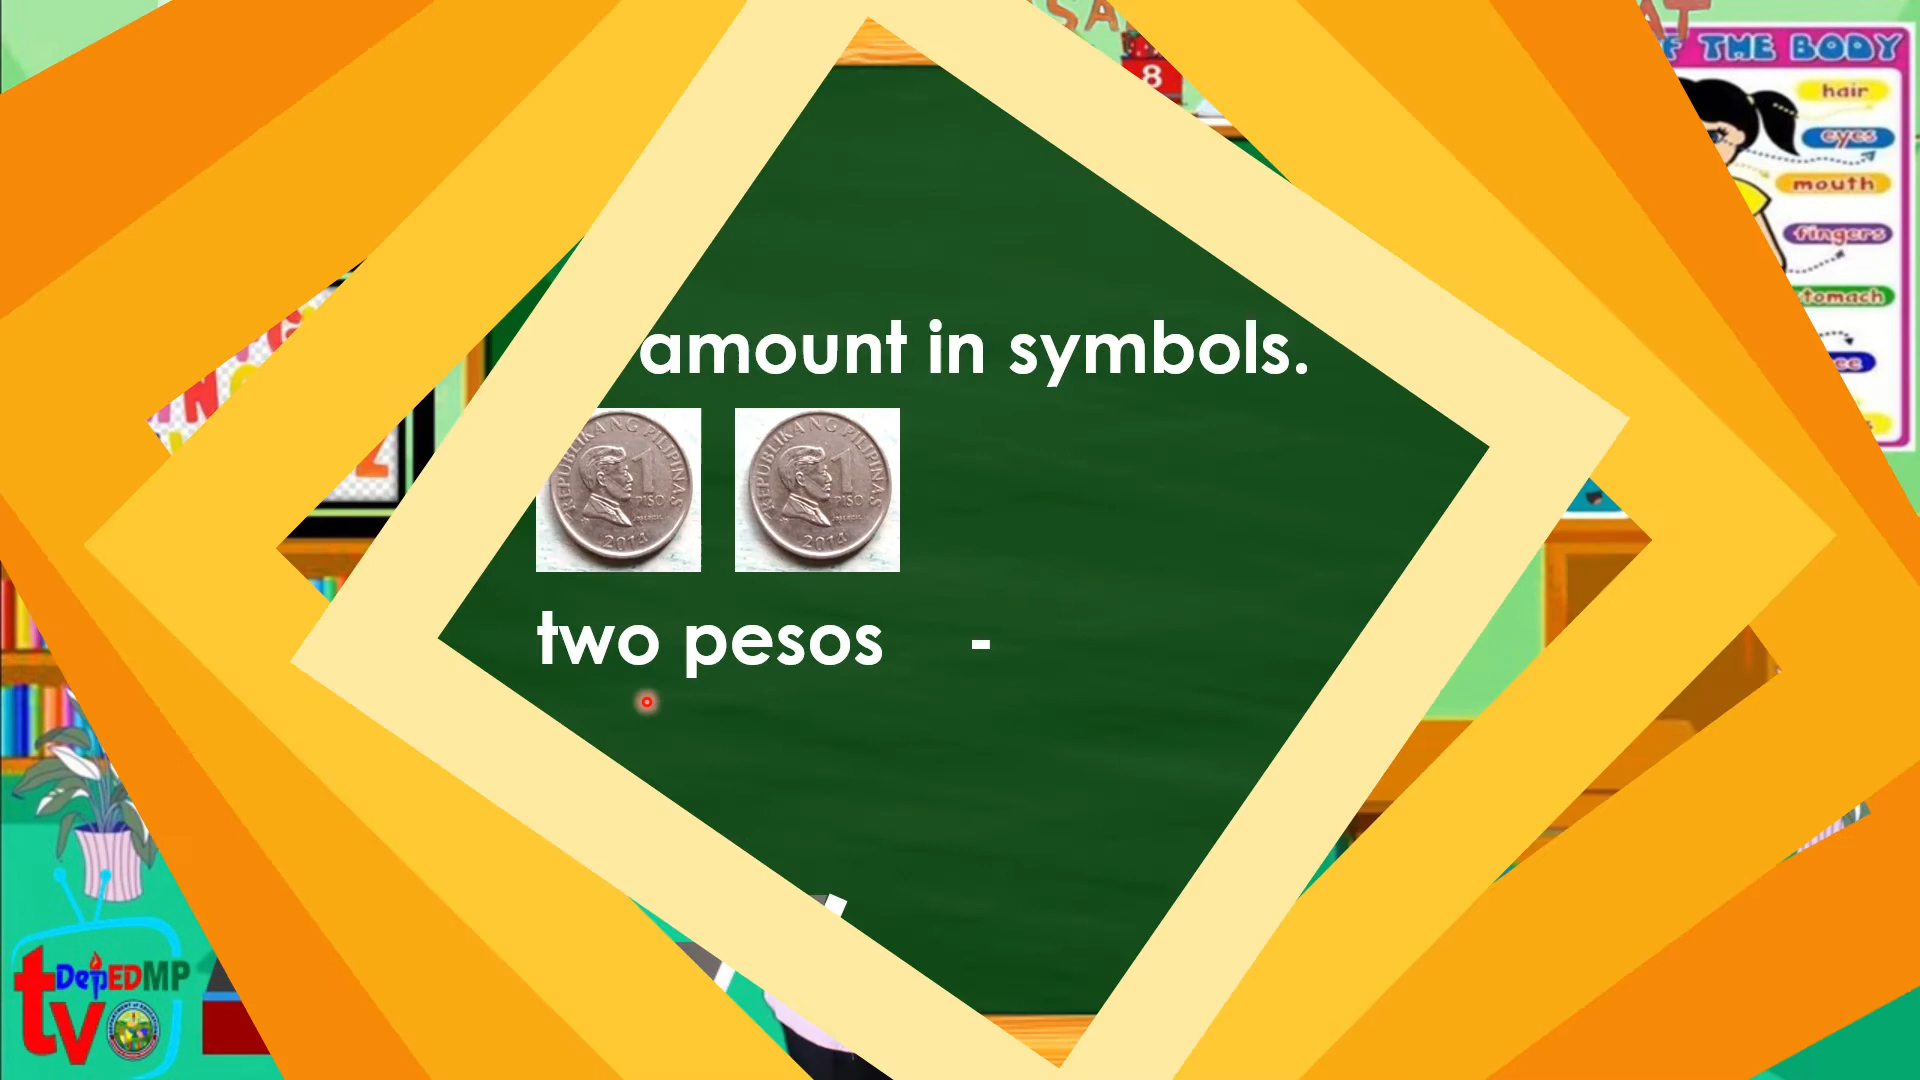 8
F THE BODY
hair
eyes
mouth
fingers
tomach
amount in symbols.
REPUBLIKA NG PILIPINAS
1
PISO
2014
REPUBLIKA NG PILIPINAS
1
PISO
2014
two pesos -
DepEDMP
tv